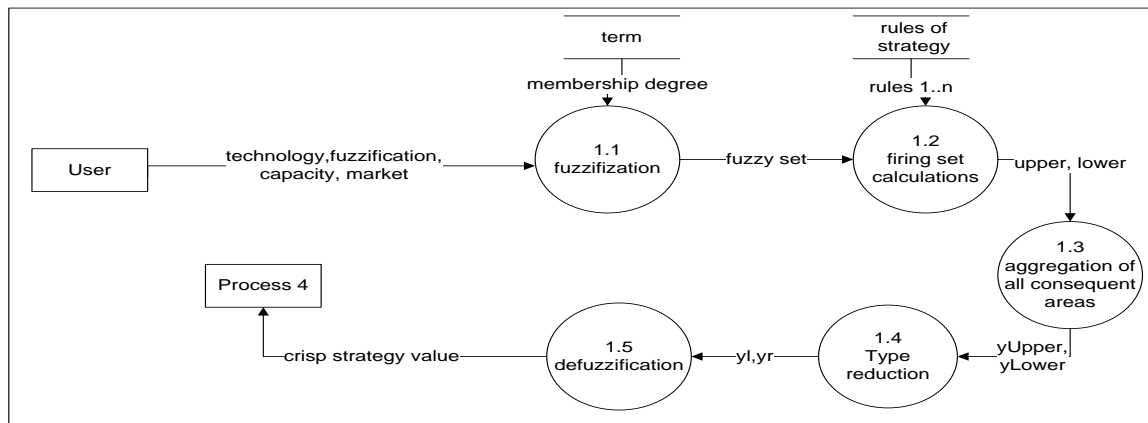 term
rules of
strategy
membership degree
rules 1..n
User
technology,fuzzification,
capacity, market
1.1
fuzzifization
fuzzy set
1.2
firing set
calculations
upper, lower
1.3
aggregation of
all consequent
areas
yUpper,
yLower
1.4
Type
reduction
yl,yr
1.5
defuzzification
crisp strategy value
Process 4